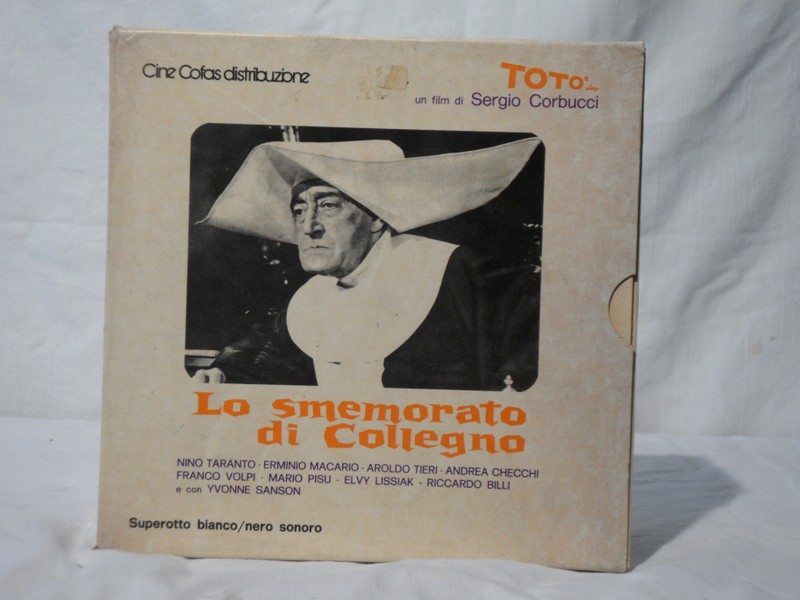 Cine Cofas distribuzione
TOTO' in
un film di Sergio Corbucci
Lo smemorato
di Collegno
NINO TARANTO · ERMINIO MACARIO · AROLDO TIERI · ANDREA CHECCHI
FRANCO VOLPI - MARIO PISU - ELVY LISSIAK - RICCARDO BILLI
e con YVONNE SANSON
Superotto bianco/nero sonoro